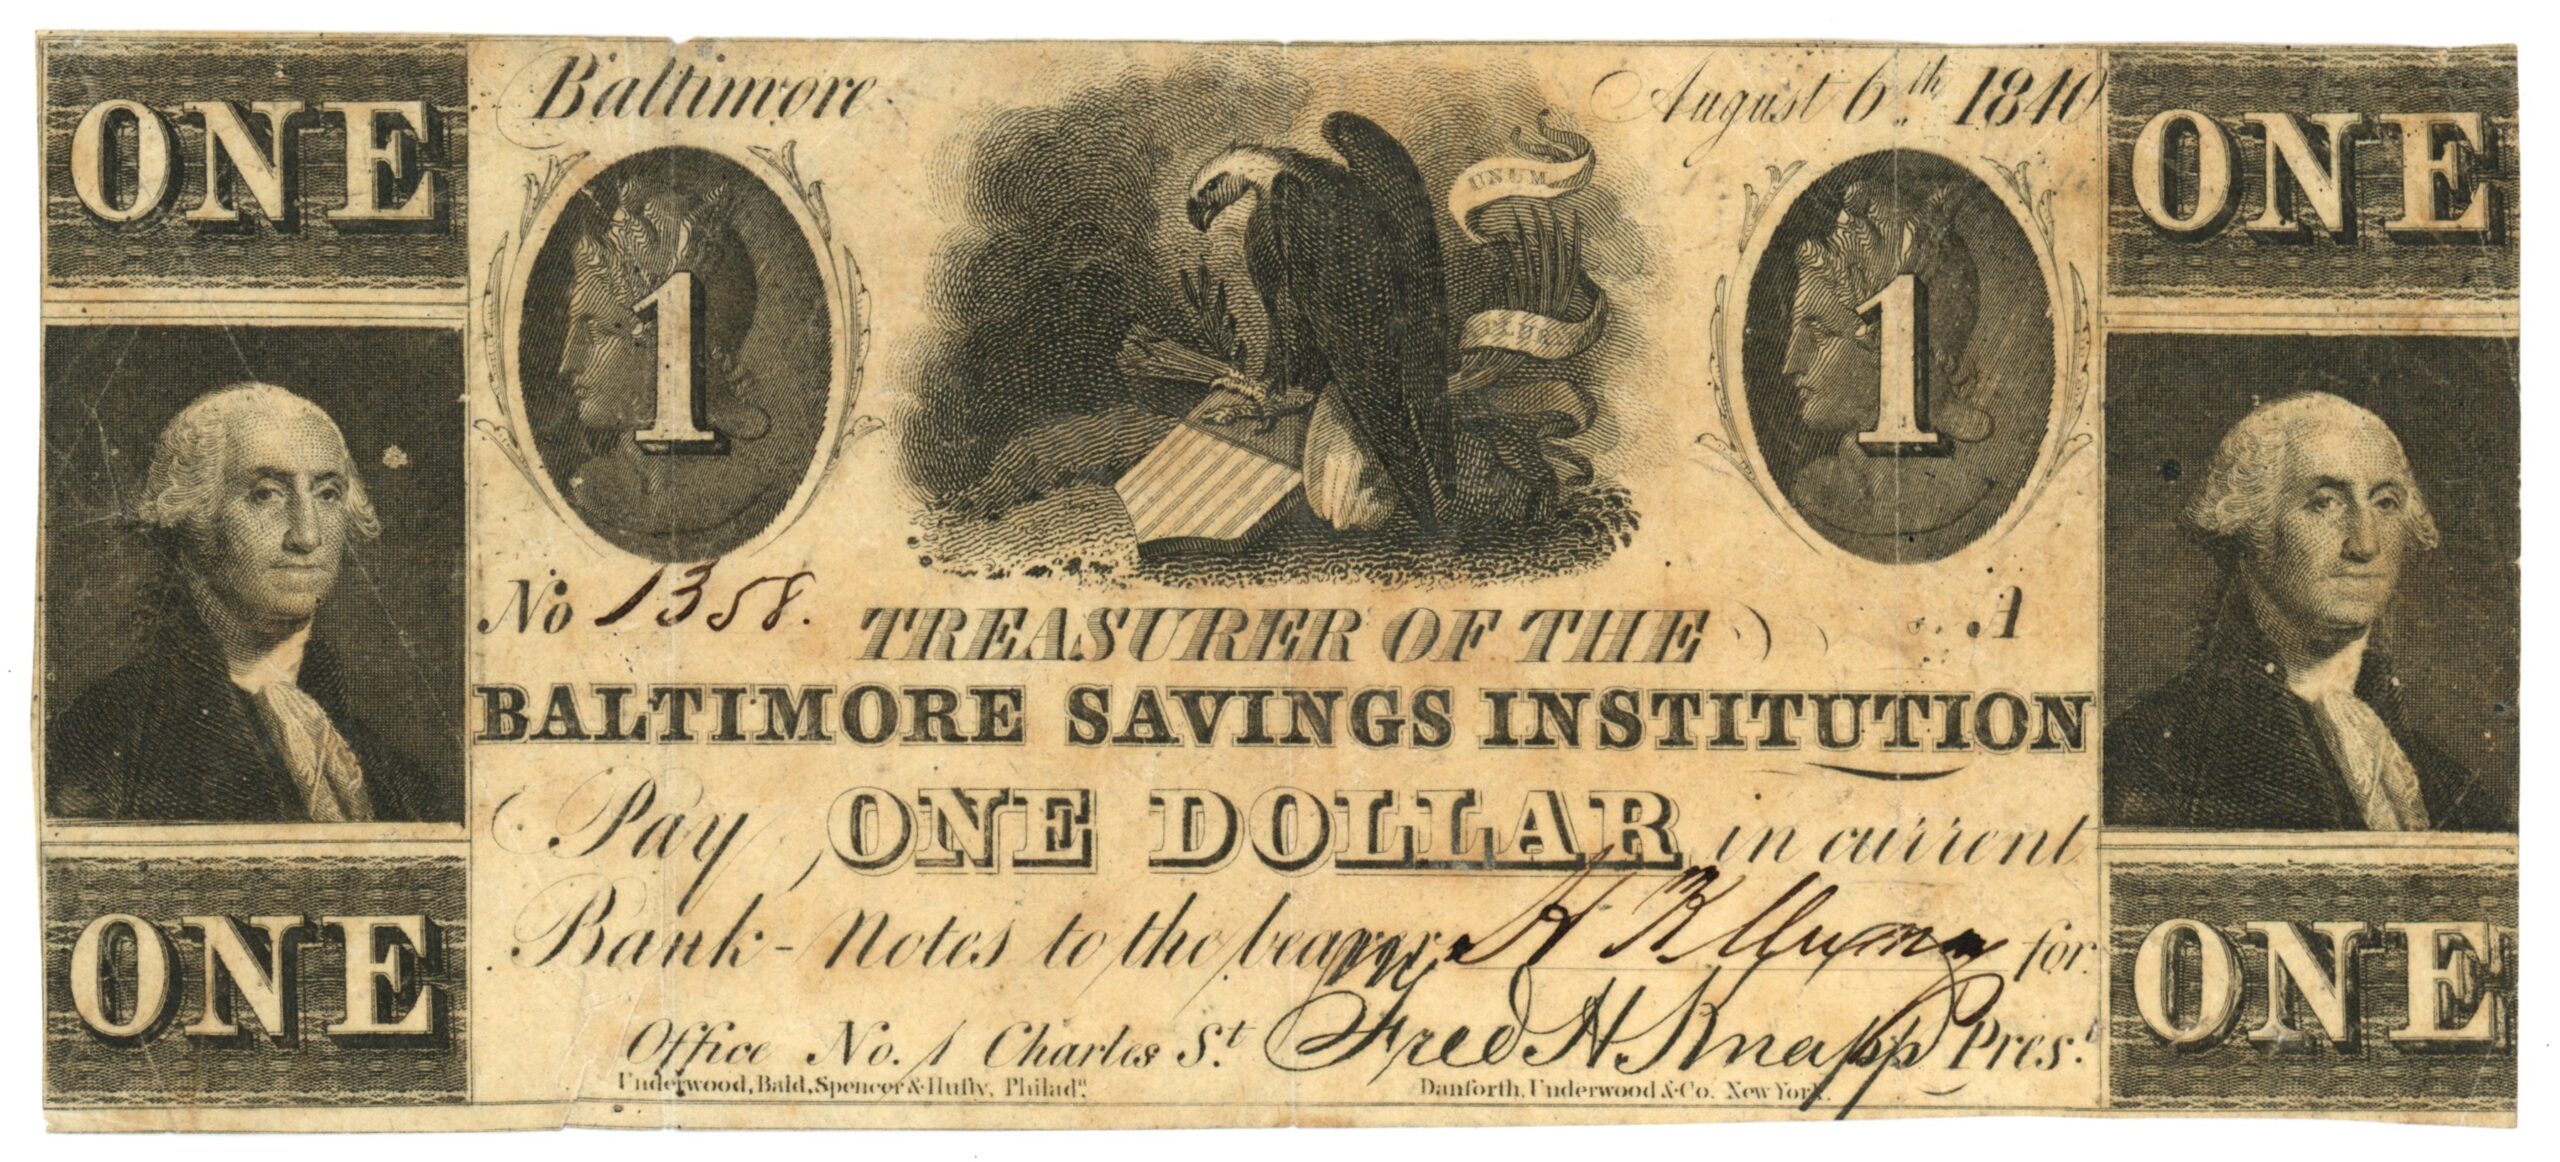 ONE
Baltimore
August 6th. 1840
ONE
UNUM
PLURIBUS
1
1
No 1358.
A
TREASURER OF THE
BALTIMORE SAVINGS INSTITUTION
Pay ONE DOLLAR in current
Bank-Notes to the bearer for
Office No. 1 Charles St. Fred H Knapp Prest.
Underwood, Bald, Spencer & Hufty, Philada.
Danforth, Underwood & Co. New York.
ONE
ONE